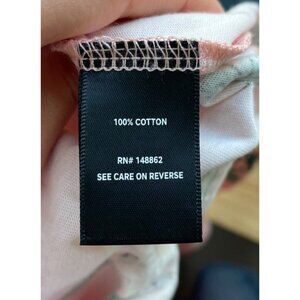 100% COTTON
RN# 148862
SEE CARE ON REVERSE